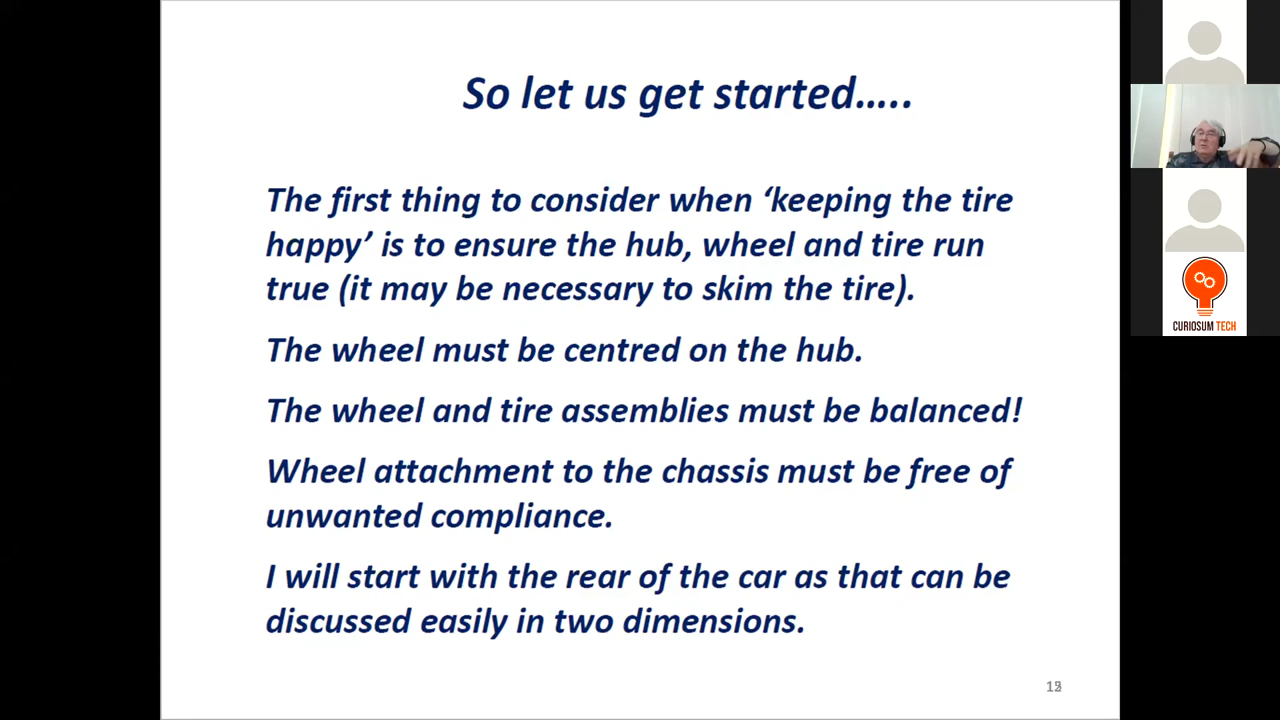 So let us get started…..
The first thing to consider when ‘keeping the tire
happy’ is to ensure the hub, wheel and tire run
true (it may be necessary to skim the tire).
The wheel must be centred on the hub.
The wheel and tire assemblies must be balanced!
Wheel attachment to the chassis must be free of
unwanted compliance.
I will start with the rear of the car as that can be
discussed easily in two dimensions.
CURIOSUM TECH